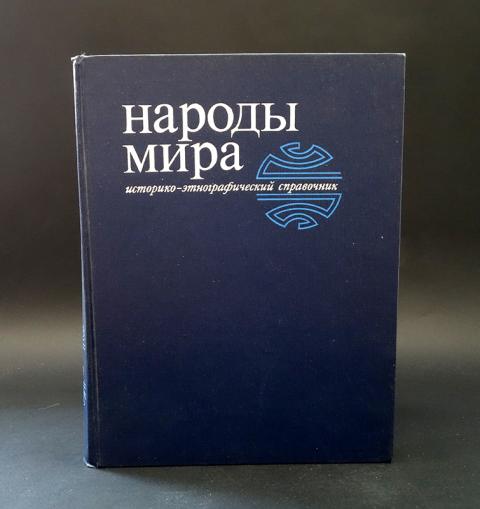 народы
мира
историко-этнографический справочник